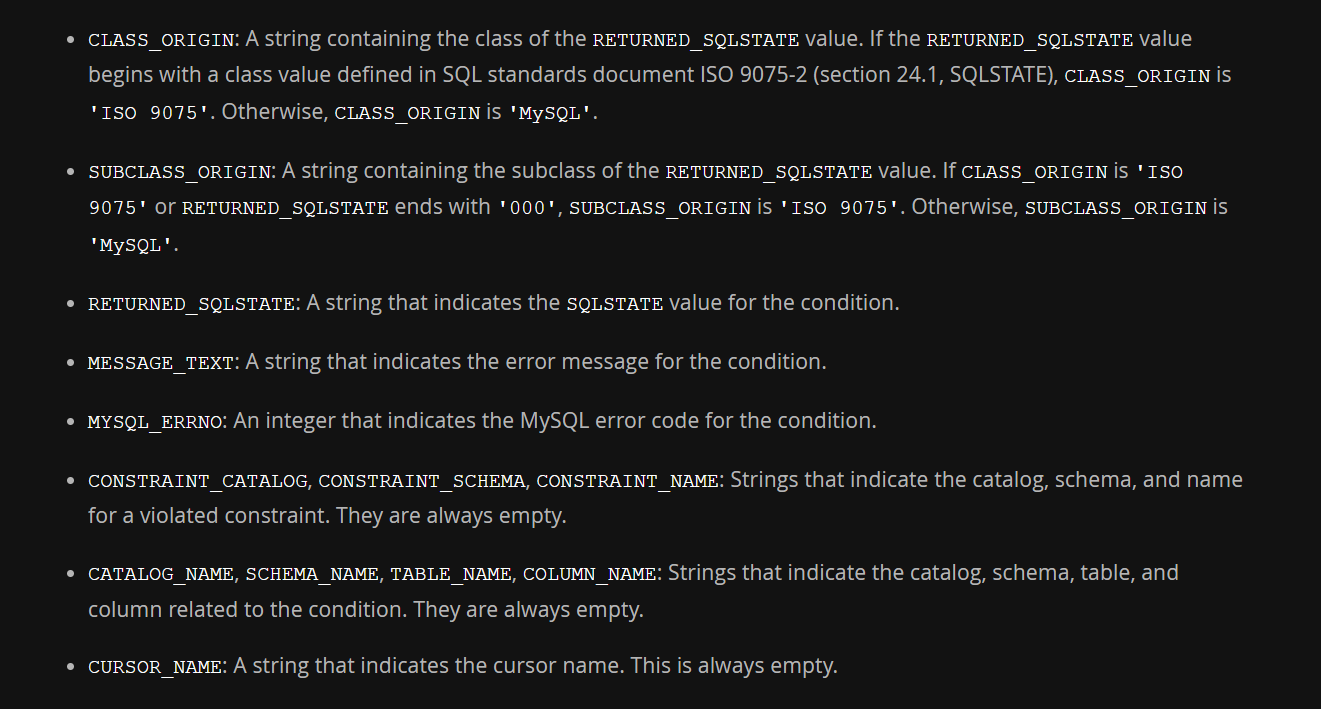 • CLASS_ORIGIN: A string containing the class of the RETURNED_SQLSTATE value. If the RETURNED_SQLSTATE value
begins with a class value defined in SQL standards document ISO 9075-2 (section 24.1, SQLSTATE), CLASS_ORIGIN is
'ISO 9075'. Otherwise, CLASS_ORIGIN is 'MySQL'.
• SUBCLASS_ORIGIN: A string containing the subclass of the RETURNED_SQLSTATE value. If CLASS_ORIGIN is 'ISO
9075' or RETURNED_SQLSTATE ends with '000', SUBCLASS_ORIGIN is 'ISO 9075'. Otherwise, SUBCLASS_ORIGIN is
'MySQL'.
• RETURNED_SQLSTATE: A string that indicates the SQLSTATE value for the condition.
• MESSAGE_TEXT: A string that indicates the error message for the condition.
• MYSQL_ERRNO: An integer that indicates the MySQL error code for the condition.
• CONSTRAINT_CATALOG, CONSTRAINT_SCHEMA, CONSTRAINT_NAME: Strings that indicate the catalog, schema, and name
for a violated constraint. They are always empty.
• CATALOG_NAME, SCHEMA_NAME, TABLE_NAME, COLUMN_NAME: Strings that indicate the catalog, schema, table, and
column related to the condition. They are always empty.
• CURSOR_NAME: A string that indicates the cursor name. This is always empty.